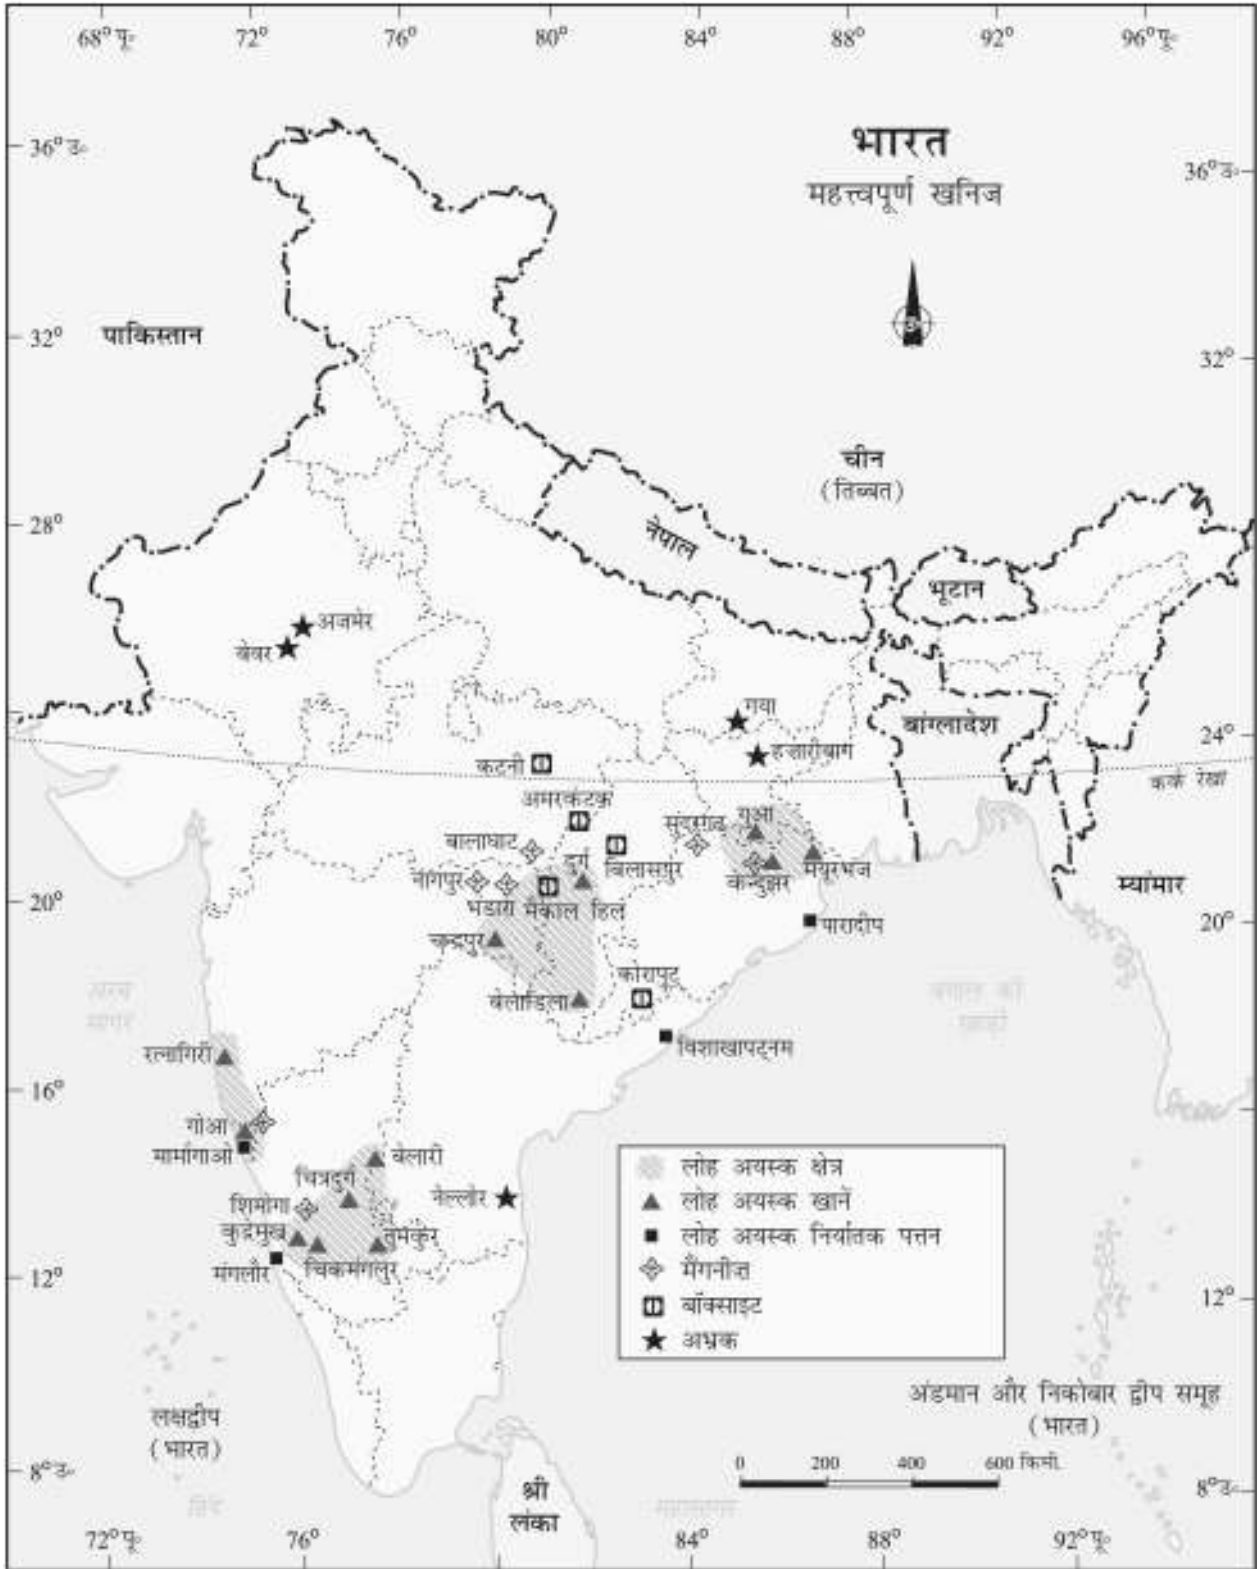 68°पू॰ 72° 76° 80° 84° 88° 92° 96°पू॰
भारत
महत्त्वपूर्ण खनिज
36°उ॰
36°उ॰
पाकिस्तान
32°
32°
चीन
(तिब्बत)
28°
नेपाल
भूटान
अजमेर
बेवर
गया
बांग्लादेश
24°
हजारीबाग
कर्क रेखा
कटनी
अमरकंटक
सुंदरगढ़
गुआ
बालाघाट
दुर्ग
बिलासपुर
मयूरभंज
नागपुर
केन्दुझर
म्यांमार
20°
भंडारा
मैकाल हिल
20°
पारादीप
चन्द्रपुर
कोरापुट
बेलाडिला
अरब
सागर
बंगाल की
खाड़ी
विशाखापट्नम
रत्नागिरी
16°
गोआ
मार्मागाओ
बेलारी
चित्रदुर्ग
शिमोगा
नेल्लोर
कुद्रेमुख
तुमकुर
चिकमंगलुर
मंगलौर
12°
12°
लोह अयस्क क्षेत्र
लोह अयस्क खानें
लोह अयस्क निर्यातक पत्तन
मैंगनीज़
बॉक्साइट
अभ्रक
अंडमान और निकोबार द्वीप समूह
(भारत)
लक्षद्वीप
(भारत)
0 200 400 600 किमी.
8°उ॰
8°उ॰
श्री
लंका
हिंद
महासागर
72°पू॰ 76° 84° 88° 92°पू॰